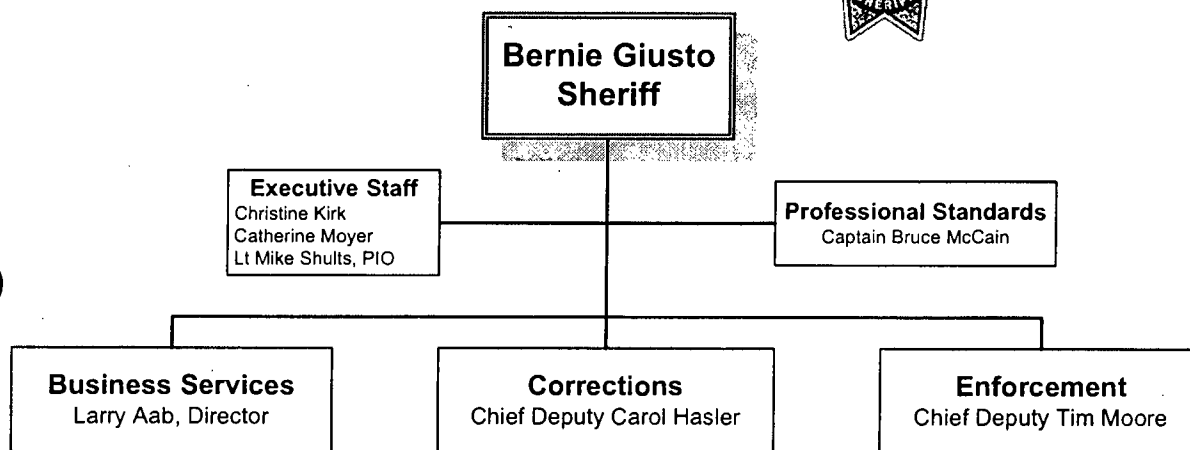 Bernie Giusto
Sheriff
Executive Staff
Christine Kirk
Catherine Moyer
Lt Mike Shults, PIO
Professional Standards
Captain Bruce McCain
Business Services
Larry Aab, Director
Corrections
Chief Deputy Carol Hasler
Enforcement
Chief Deputy Tim Moore